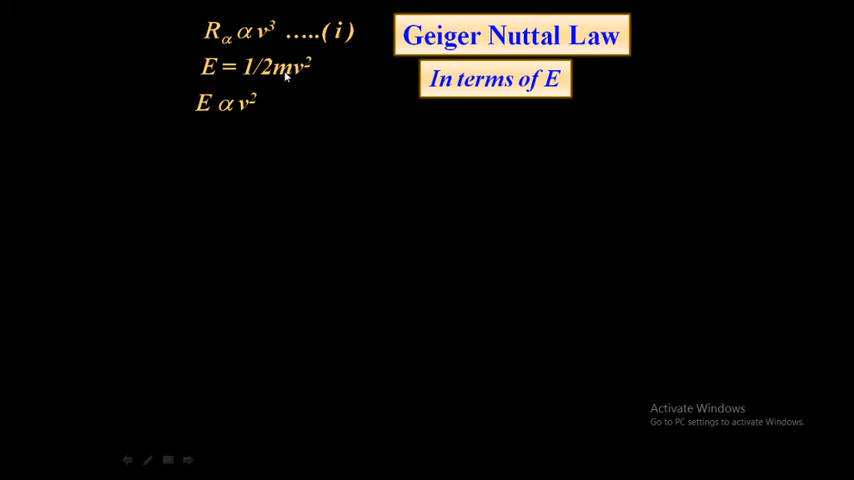 R_α α v³ …..( i )
Geiger Nuttal Law
E = 1/2mv²
In terms of E
E α v²
Activate Windows
Go to PC settings to activate Windows.